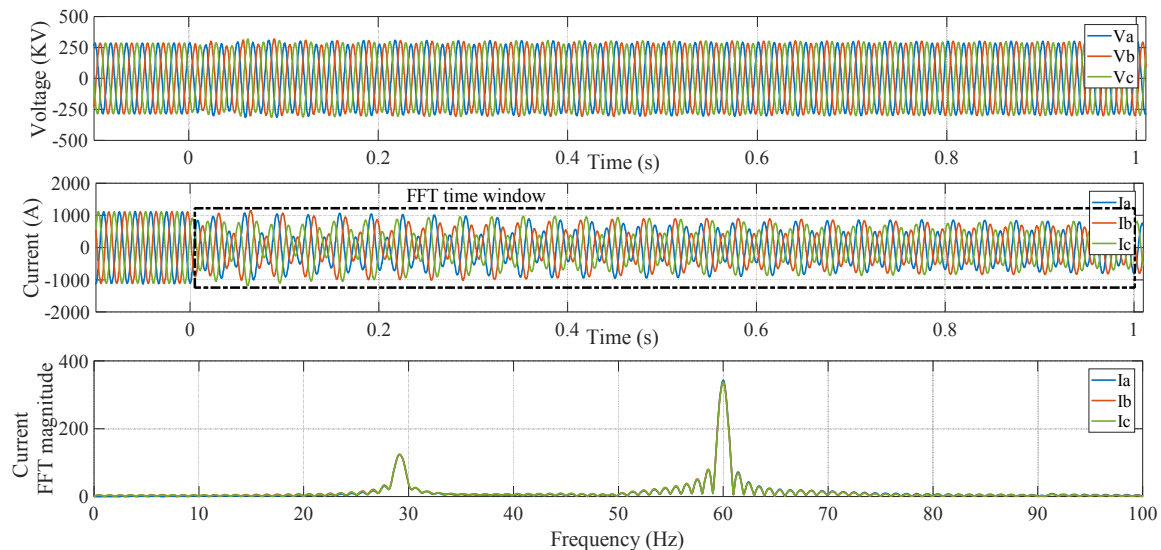 500
250
0
-250
-500
Voltage (KV)
Va
Vb
Vc
0
0.2
0.4
0.6
0.8
1
Time (s)
2000
1000
0
-1000
-2000
Current (A)
FFT time window
Ia
Ib
Ic
0
0.2
0.4
0.6
0.8
1
Time (s)
400
200
0
Current
FFT magnitude
Ia
Ib
Ic
0
10
20
30
40
50
60
70
80
90
100
Frequency (Hz)